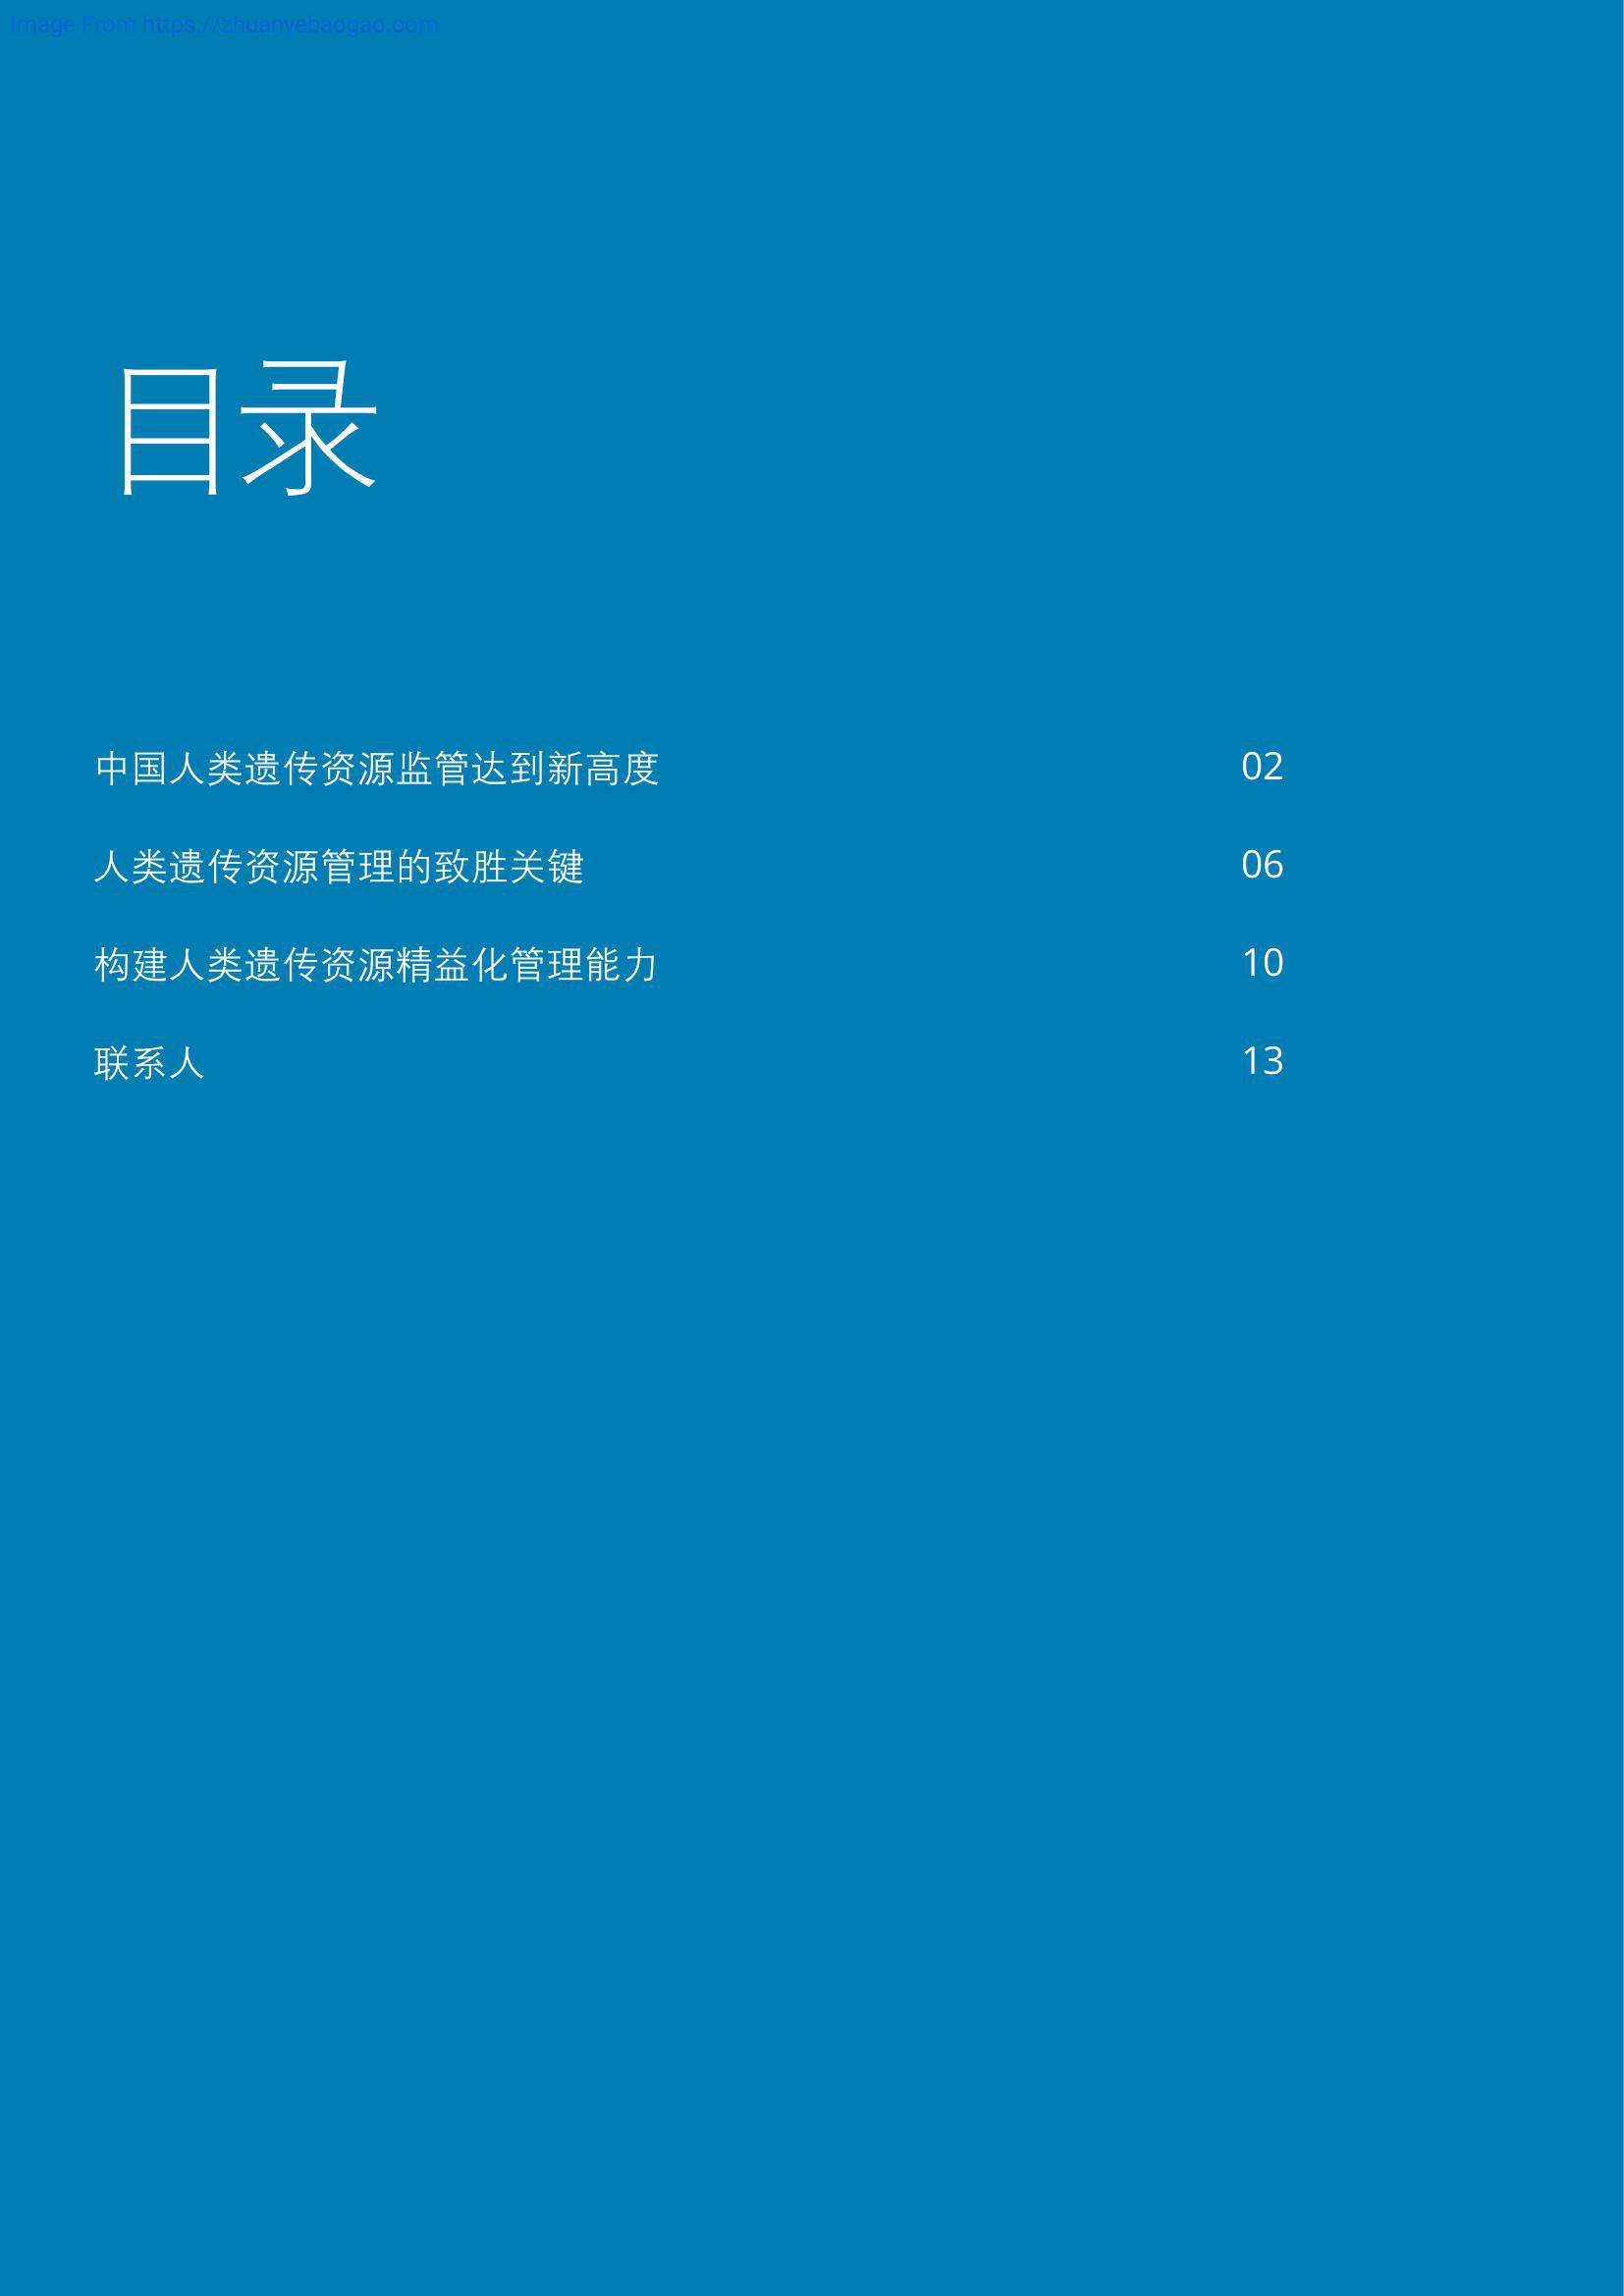 Image From https://zhuanyebaogao.com
目录
中国人类遗传资源监管达到新高度 02
人类遗传资源管理的致胜关键 06
构建人类遗传资源精益化管理能力 10
联系人 13